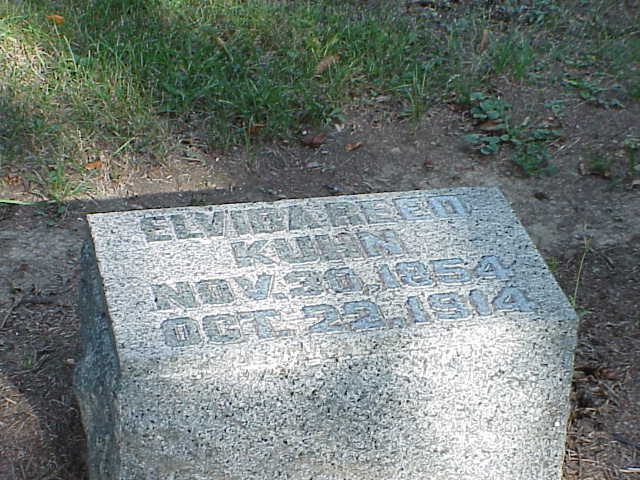 ELVIRA REED
KUHN
NOV. 30, 1854
OCT. 22, 1914